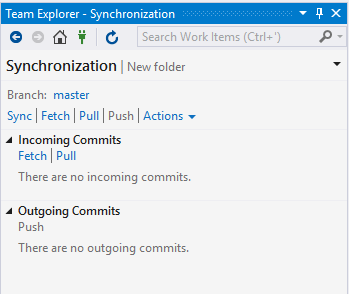 Team Explorer - Synchronization
Search Work Items (Ctrl+')
Synchronization | New folder
Branch: master
Sync | Fetch | Pull | Push | Actions
Incoming Commits
Fetch | Pull
There are no incoming commits.
Outgoing Commits
Push
There are no outgoing commits.